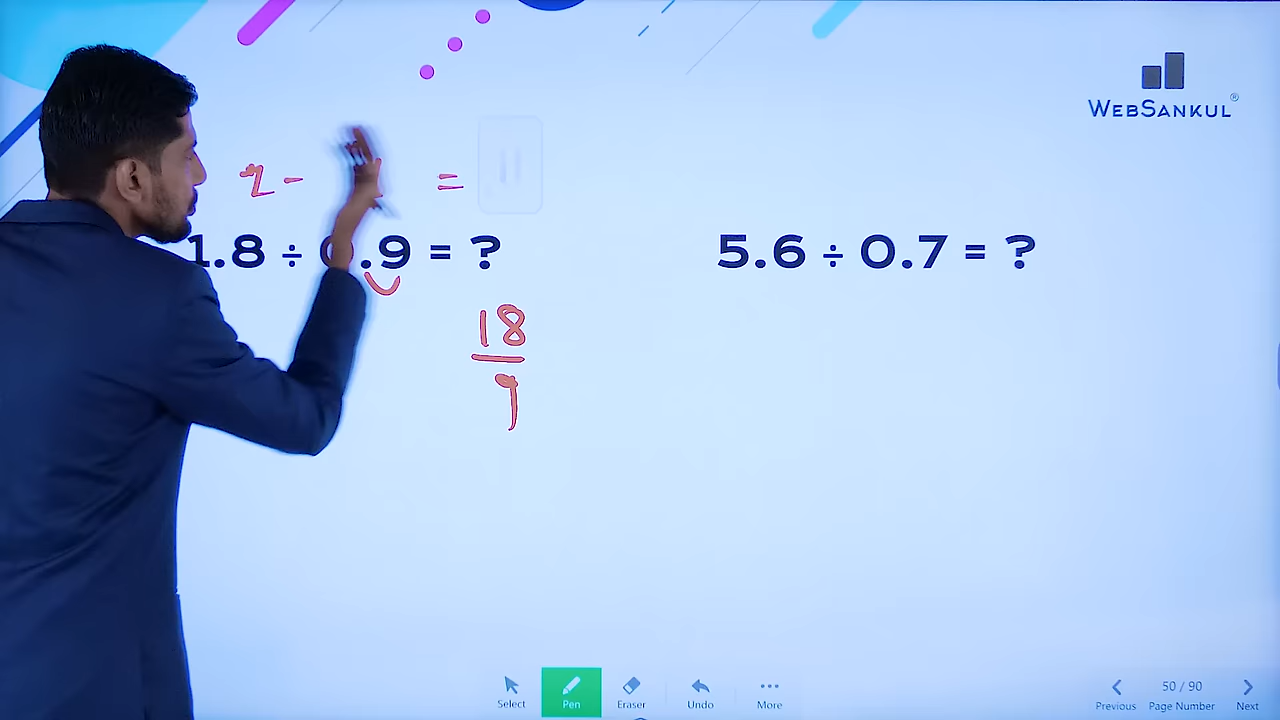 WEBSANKUL®
=
1.8 ÷ 0.9 = ?
5.6 ÷ 0.7 = ?
18
9
Select
Pen
Eraser
Undo
More
Previous
50 / 90
Page Number
Next